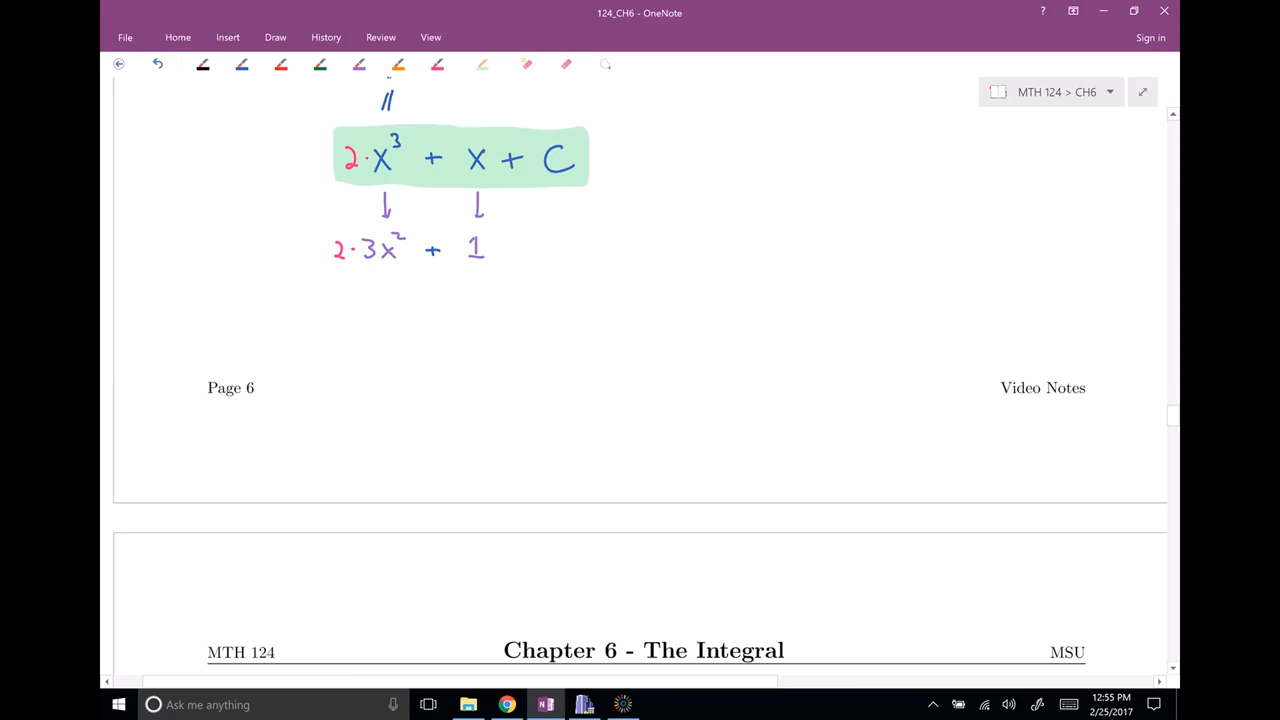 124_CH6 - OneNote
?
File Home Insert Draw History Review View
Sign in
MTH 124 > CH6
2·x³ + x + C
2·3x² + 1
Page 6
Video Notes
MTH 124
Chapter 6 - The Integral
MSU
Ask me anything
12:55 PM
2/25/2017